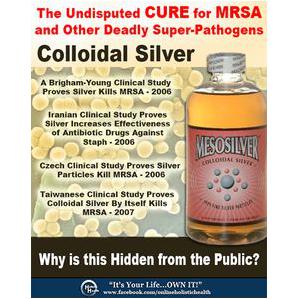 The Undisputed CURE for MRSA
and Other Deadly Super-Pathogens
Colloidal Silver
A Brigham-Young Clinical Study
Proves Silver Kills MRSA - 2006
Iranian Clinical Study Proves
Silver Increases Effectiveness
of Antibiotic Drugs Against
Staph - 2006
Czech Clinical Study Proves Silver
Particles Kill MRSA - 2006
Taiwanese Clinical Study Proves
Colloidal Silver By Itself Kills
MRSA - 2007
MESOSILVER
COLLOIDAL SILVER
Why is this Hidden from the Public?
"It's Your Life...OWN IT!"
www.facebook.com/onlineholistichealth